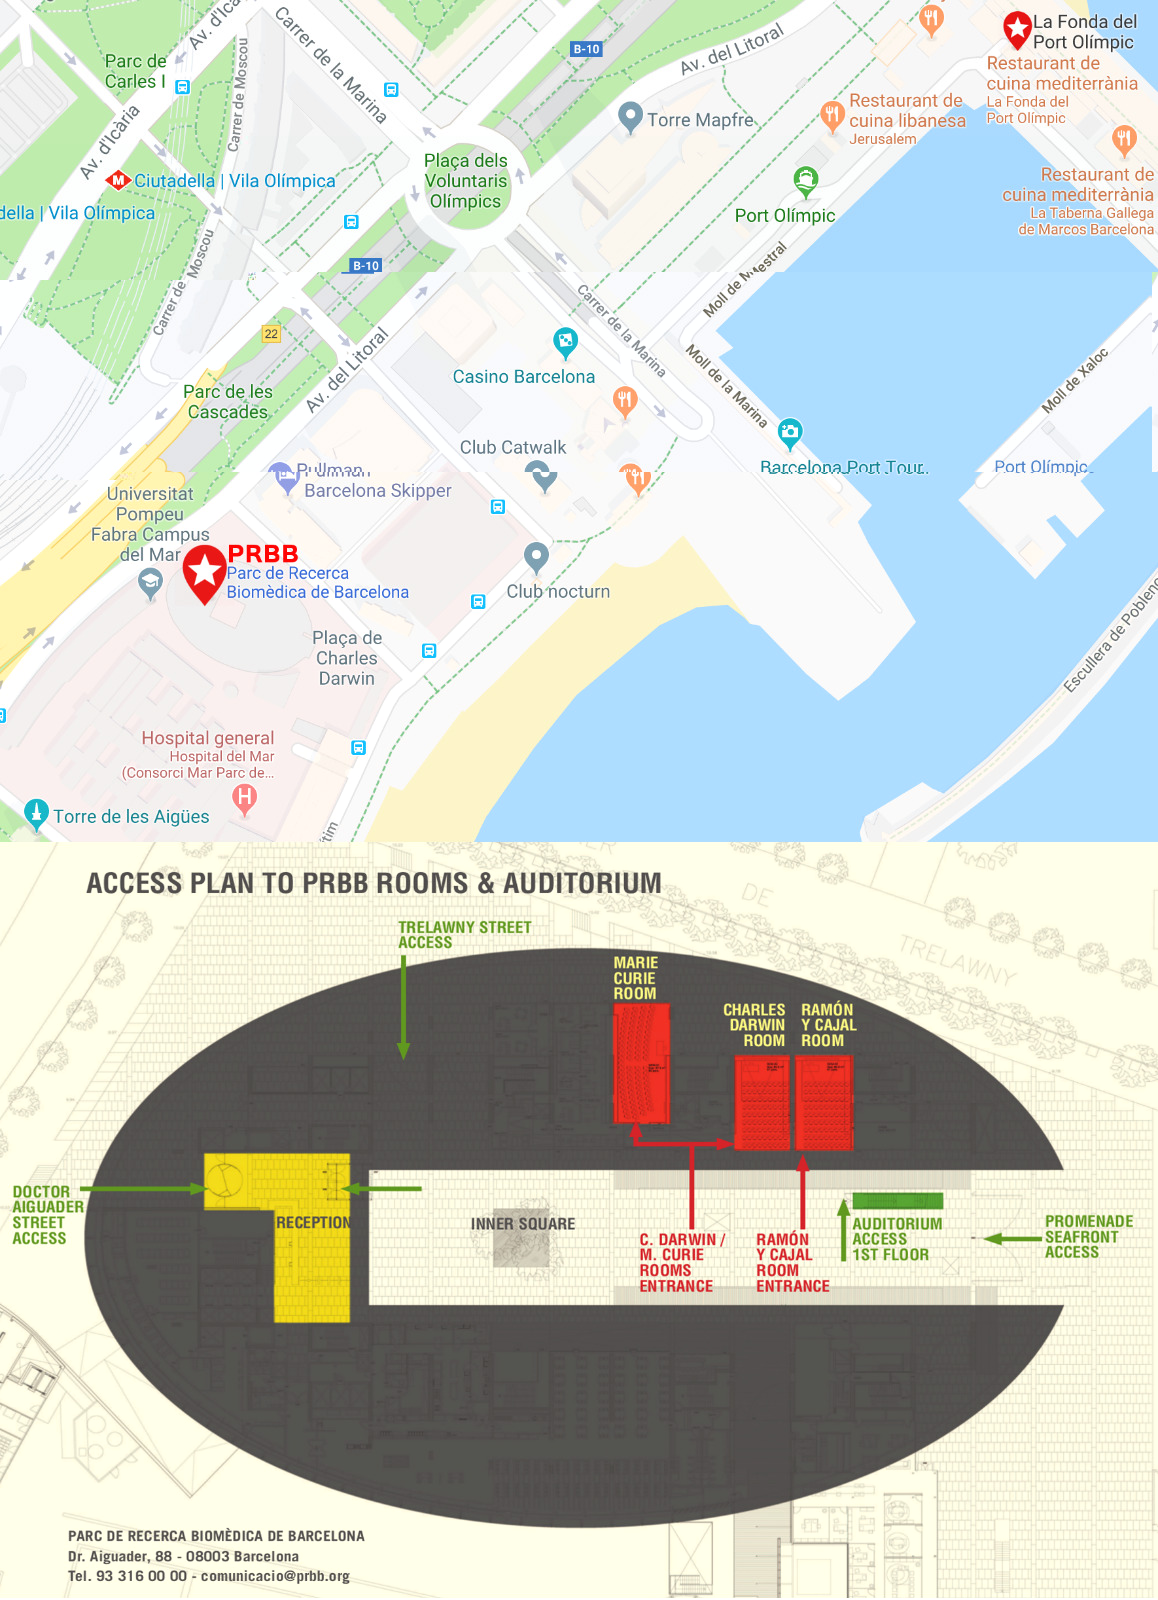 Av. d'Icà
Carrer de la Marina
B-10
Av. del Litoral
La Fonda del
Port Olímpic
Restaurant de
cuina mediterrània
La Fonda del
Port Olímpic
Parc de
Carles I
Carrer de Moscou
Av. d'Icària
Torre Mapfre
Restaurant de
cuina libanesa
Jerusalem
Plaça dels
Voluntaris
Olímpics
M
Ciutadella | Vila Olímpica
della | Vila Olímpica
Port Olímpic
Restaurant de
cuina mediterrània
La Taberna Gallega
de Marcos Barcelona
Carrer de Moscou
B-10
Moll de Mestral
Carrer de la Marina
22
Av. del Litoral
Casino Barcelona
Moll de la Marina
Moll de Xaloc
Parc de les
Cascades
Club Catwalk
Barcelona Port Tour
Port Olímpic
Pullman
Barcelona Skipper
Universitat
Pompeu
Fabra Campus
del Mar
PRBB
Parc de Recerca
Biomèdica de Barcelona
Club nocturn
Plaça de
Charles
Darwin
Escullera de Poblenc
Hospital general
Hospital del Mar
(Consorci Mar Parc de...
H
Torre de les Aigües
tim
ACCESS PLAN TO PRBB ROOMS & AUDITORIUM
DE
TRELAWNY
TRELAWNY STREET
ACCESS
MARIE
CURIE
ROOM
CHARLES
DARWIN
ROOM
RAMÓN
Y CAJAL
ROOM
DOCTOR
AIGUADER
STREET
ACCESS
RECEPTION
INNER SQUARE
C. DARWIN /
M. CURIE
ROOMS
ENTRANCE
RAMÓN
Y CAJAL
ROOM
ENTRANCE
AUDITORIUM
ACCESS
1ST FLOOR
PROMENADE
SEAFRONT
ACCESS
PARC DE RECERCA BIOMÈDICA DE BARCELONA
Dr. Aiguader, 88 - 08003 Barcelona
Tel. 93 316 00 00 - comunicacio@prbb.org